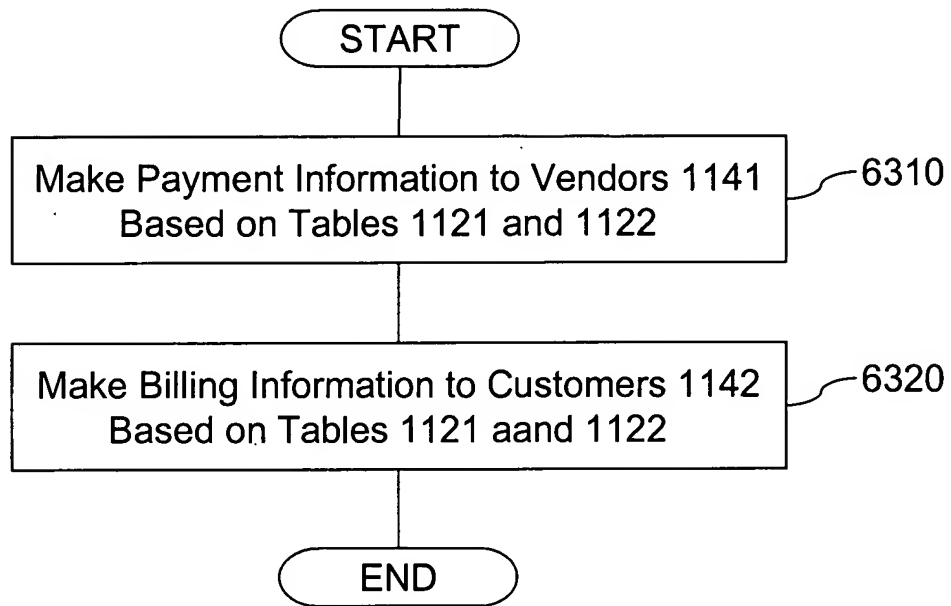 START
Make Payment Information to Vendors 1141
Based on Tables 1121 and 1122
6310
Make Billing Information to Customers 1142
Based on Tables 1121 aand 1122
6320
END